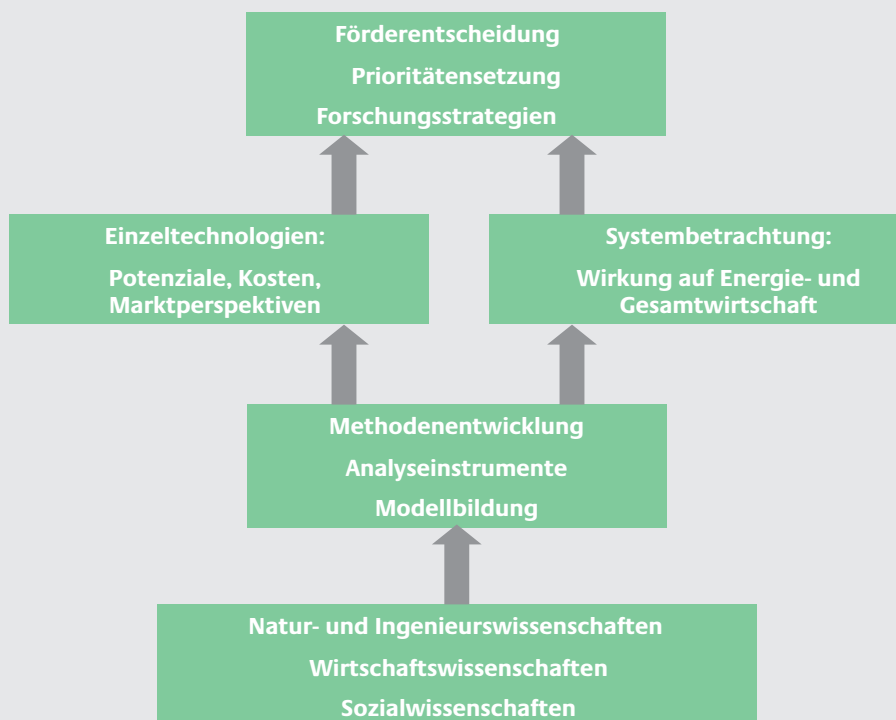 Förderentscheidung
Prioritätensetzung
Forschungsstrategien
Einzeltechnologien:
Potenziale, Kosten,
Marktperspektiven
Systembetrachtung:
Wirkung auf Energie- und
Gesamtwirtschaft
Methodenentwicklung
Analyseinstrumente
Modellbildung
Natur- und Ingenieurswissenschaften
Wirtschaftswissenschaften
Sozialwissenschaften